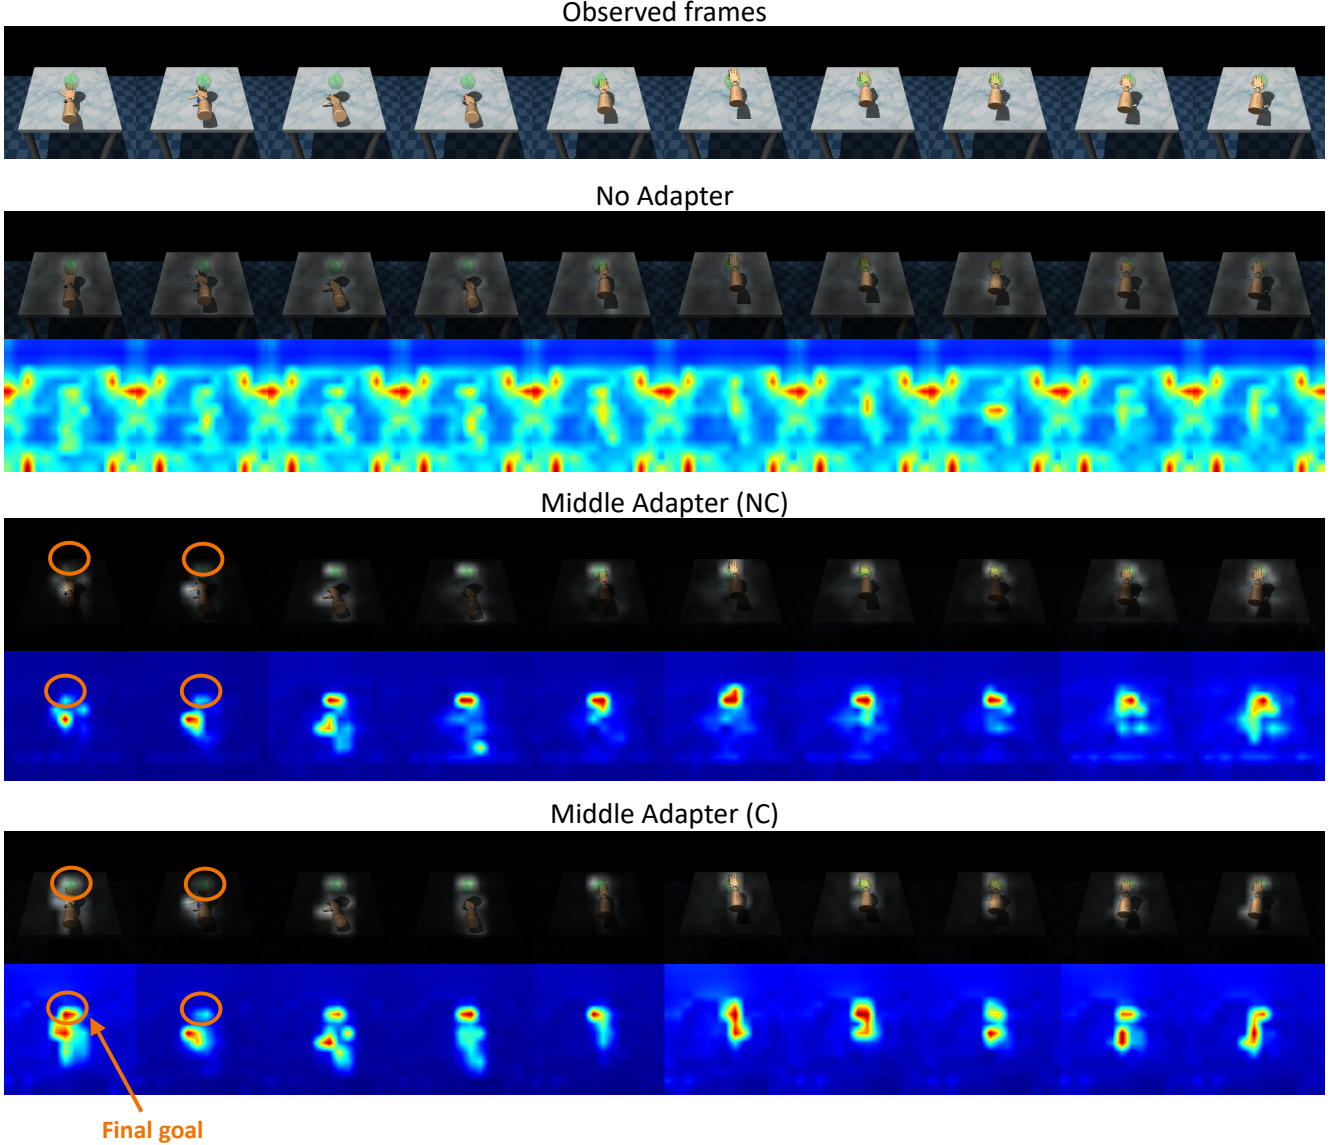 Observed frames
No Adapter
Middle Adapter (NC)
Middle Adapter (C)
Final goal